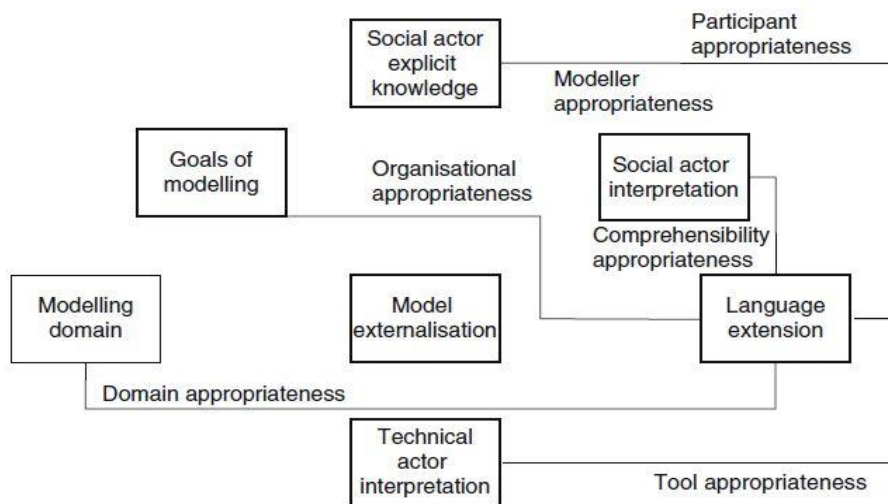 Social actor
explicit
knowledge
Participant
appropriateness
Modeller
appropriateness
Goals of
modelling
Organisational
appropriateness
Social actor
interpretation
Comprehensibility
appropriateness
Modelling
domain
Model
externalisation
Language
extension
Domain appropriateness
Technical
actor
interpretation
Tool appropriateness